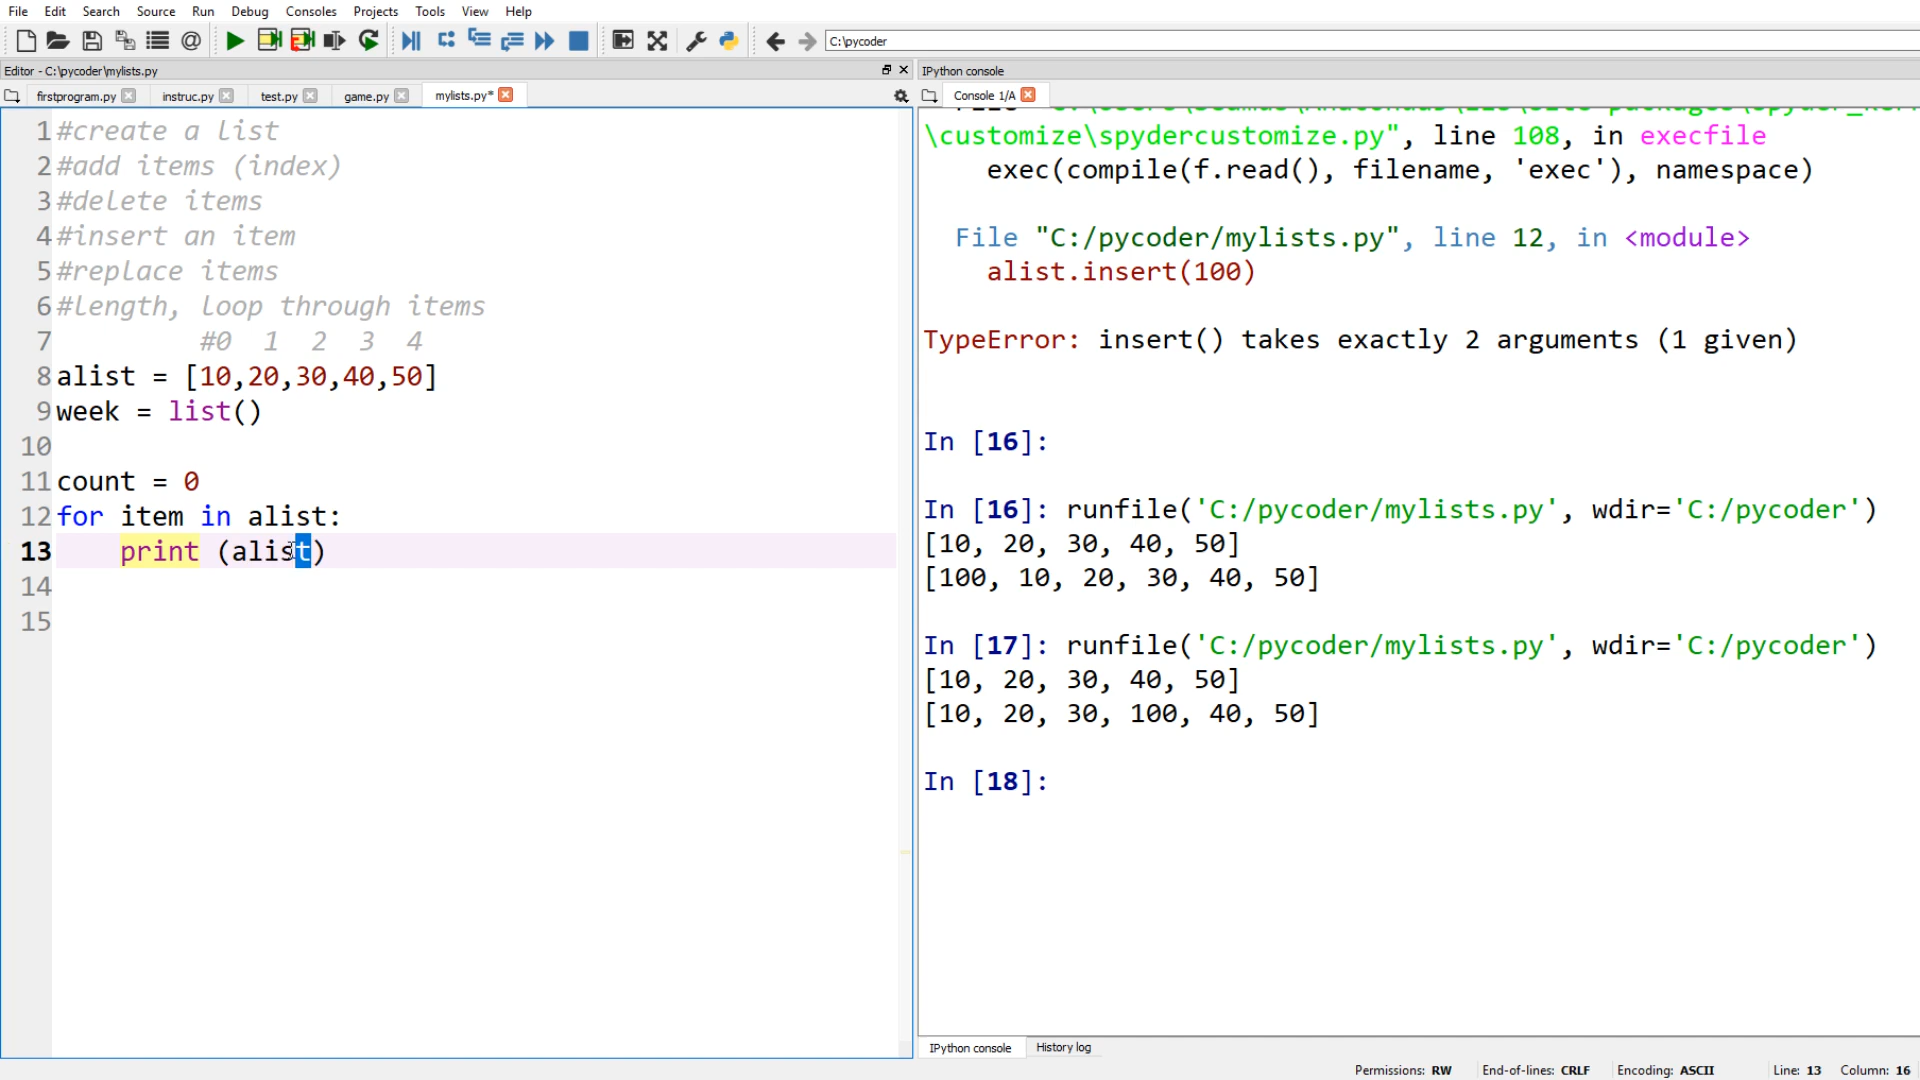 File Edit Search Source Run Debug Consoles Projects Tools View Help
C:\pycoder
Editor - C:\pycoder\mylists.py
IPython console
firstprogram.py instruc.py test.py game.py mylists.py*
Console 1/A
1 #create a list
2 #add items (index)
3 #delete items
4 #insert an item
5 #replace items
6 #length, loop through items
7 #0 1 2 3 4
8 alist = [10,20,30,40,50]
9 week = list()
10
11 count = 0
12 for item in alist:
13 print (alist)
14
15
\customize\spydercustomize.py", line 108, in execfile
exec(compile(f.read(), filename, 'exec'), namespace)
File "C:/pycoder/mylists.py", line 12, in <module>
alist.insert(100)
TypeError: insert() takes exactly 2 arguments (1 given)
In [16]:
In [16]: runfile('C:/pycoder/mylists.py', wdir='C:/pycoder')
[10, 20, 30, 40, 50]
[100, 10, 20, 30, 40, 50]
In [17]: runfile('C:/pycoder/mylists.py', wdir='C:/pycoder')
[10, 20, 30, 40, 50]
[10, 20, 30, 100, 40, 50]
In [18]:
IPython console History log
Permissions: RW End-of-lines: CRLF Encoding: ASCII Line: 13 Column: 16